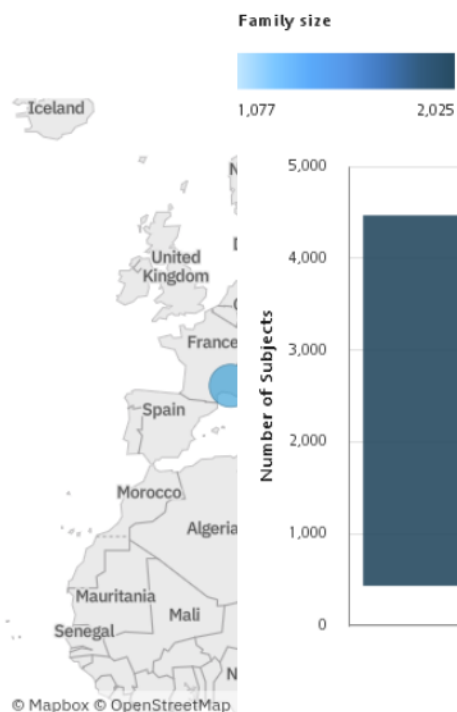 Family size
1,077
2,025
Iceland
N
United
Kingdom
D
France
Spain
Morocco
Algeria
Mauritania
Mali
Senegal
N
© Mapbox © OpenStreetMap
5,000
4,000
3,000
2,000
1,000
0
Number of Subjects